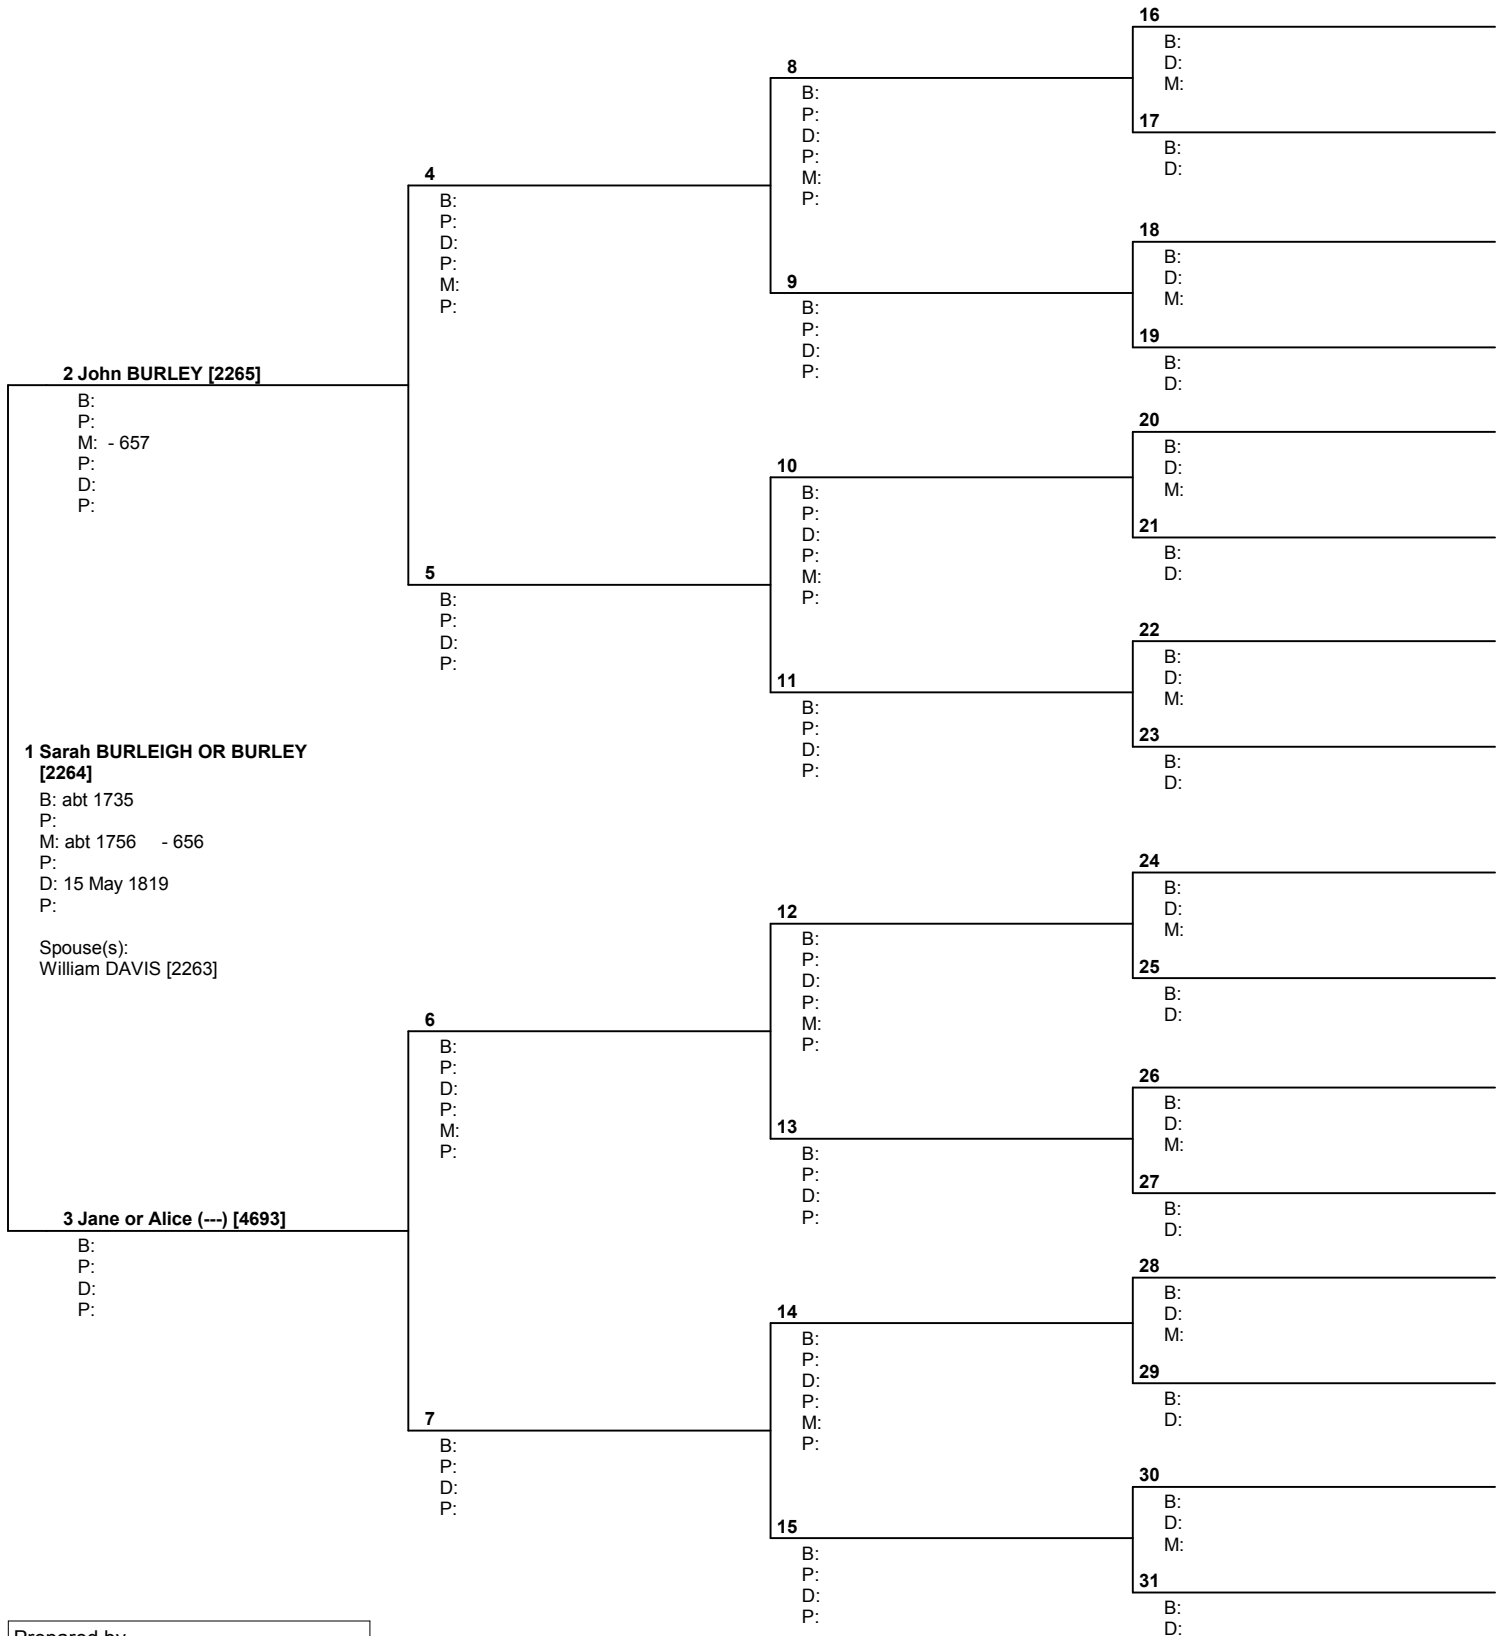 16
B:
D:
M:
8
B:
P:
D:
P:
M:
P:
17
B:
D:
4
B:
P:
D:
P:
M:
P:
18
B:
D:
M:
9
B:
P:
D:
P:
19
B:
D:
2 John BURLEY [2265]
B:
P:
M: - 657
P:
D:
P:
20
B:
D:
M:
10
B:
P:
D:
P:
M:
P:
21
B:
D:
5
B:
P:
D:
P:
22
B:
D:
M:
11
B:
P:
D:
P:
23
B:
D:
1 Sarah BURLEIGH OR BURLEY
[2264]
B: abt 1735
P:
M: abt 1756 - 656
P:
D: 15 May 1819
P:
Spouse(s):
William DAVIS [2263]
24
B:
D:
M:
12
B:
P:
D:
P:
M:
P:
25
B:
D:
6
B:
P:
D:
P:
M:
P:
26
B:
D:
M:
13
B:
P:
D:
P:
27
B:
D:
3 Jane or Alice (---) [4693]
B:
P:
D:
P:
28
B:
D:
M:
14
B:
P:
D:
P:
M:
P:
29
B:
D:
7
B:
P:
D:
P:
30
B:
D:
M:
15
B:
P:
D:
P:
31
B:
D:
Prepared by